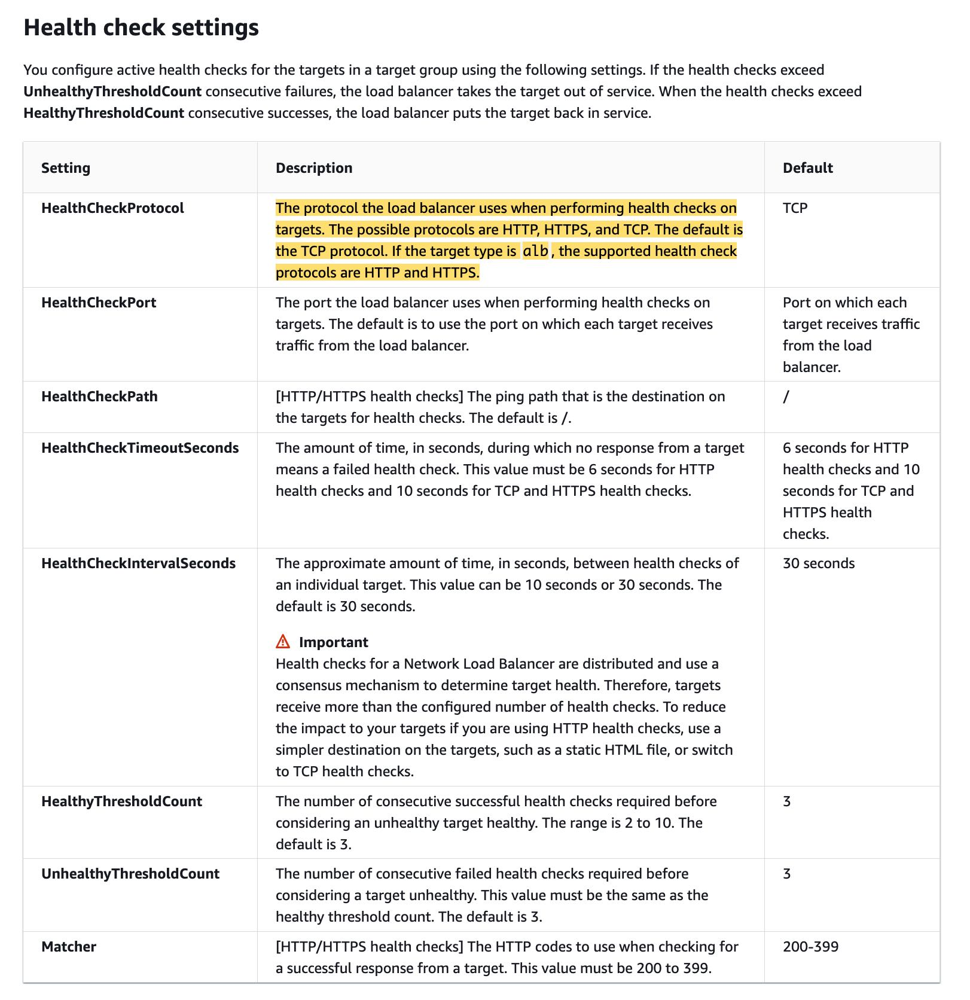 Health check settings
You configure active health checks for the targets in a target group using the following settings. If the health checks exceed
UnhealthyThresholdCount consecutive failures, the load balancer takes the target out of service. When the health checks exceed
HealthyThresholdCount consecutive successes, the load balancer puts the target back in service.
Setting
Description
Default
HealthCheckProtocol
The protocol the load balancer uses when performing health checks on
targets. The possible protocols are HTTP, HTTPS, and TCP. The default is
the TCP protocol. If the target type is alb, the supported health check
protocols are HTTP and HTTPS.
TCP
HealthCheckPort
The port the load balancer uses when performing health checks on
targets. The default is to use the port on which each target receives
traffic from the load balancer.
Port on which each
target receives traffic
from the load
balancer.
HealthCheckPath
[HTTP/HTTPS health checks] The ping path that is the destination on
the targets for health checks. The default is /.
/
HealthCheckTimeoutSeconds
The amount of time, in seconds, during which no response from a target
means a failed health check. This value must be 6 seconds for HTTP
health checks and 10 seconds for TCP and HTTPS health checks.
6 seconds for HTTP
health checks and 10
seconds for TCP and
HTTPS health
checks.
HealthCheckIntervalSeconds
The approximate amount of time, in seconds, between health checks of
an individual target. This value can be 10 seconds or 30 seconds. The
default is 30 seconds.
Important
Health checks for a Network Load Balancer are distributed and use a
consensus mechanism to determine target health. Therefore, targets
receive more than the configured number of health checks. To reduce
the impact to your targets if you are using HTTP health checks, use a
simpler destination on the targets, such as a static HTML file, or switch
to TCP health checks.
30 seconds
HealthyThresholdCount
The number of consecutive successful health checks required before
considering an unhealthy target healthy. The range is 2 to 10. The
default is 3.
3
UnhealthyThresholdCount
The number of consecutive failed health checks required before
considering a target unhealthy. This value must be the same as the
healthy threshold count. The default is 3.
3
Matcher
[HTTP/HTTPS health checks] The HTTP codes to use when checking for
a successful response from a target. This value must be 200 to 399.
200-399